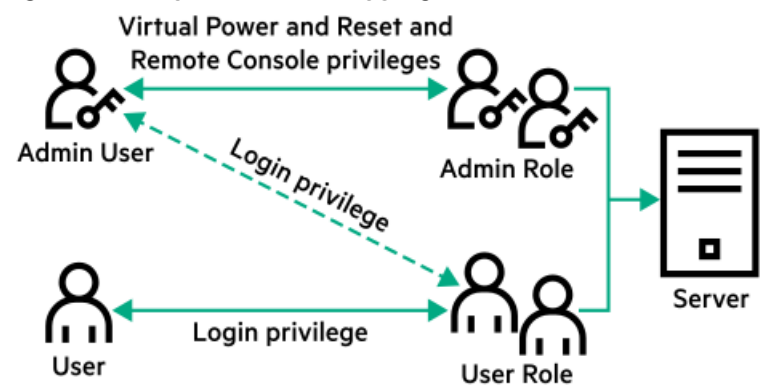 Virtual Power and Reset and
Remote Console privileges
Admin User
Admin Role
Login privilege
Server
Login privilege
User
User Role